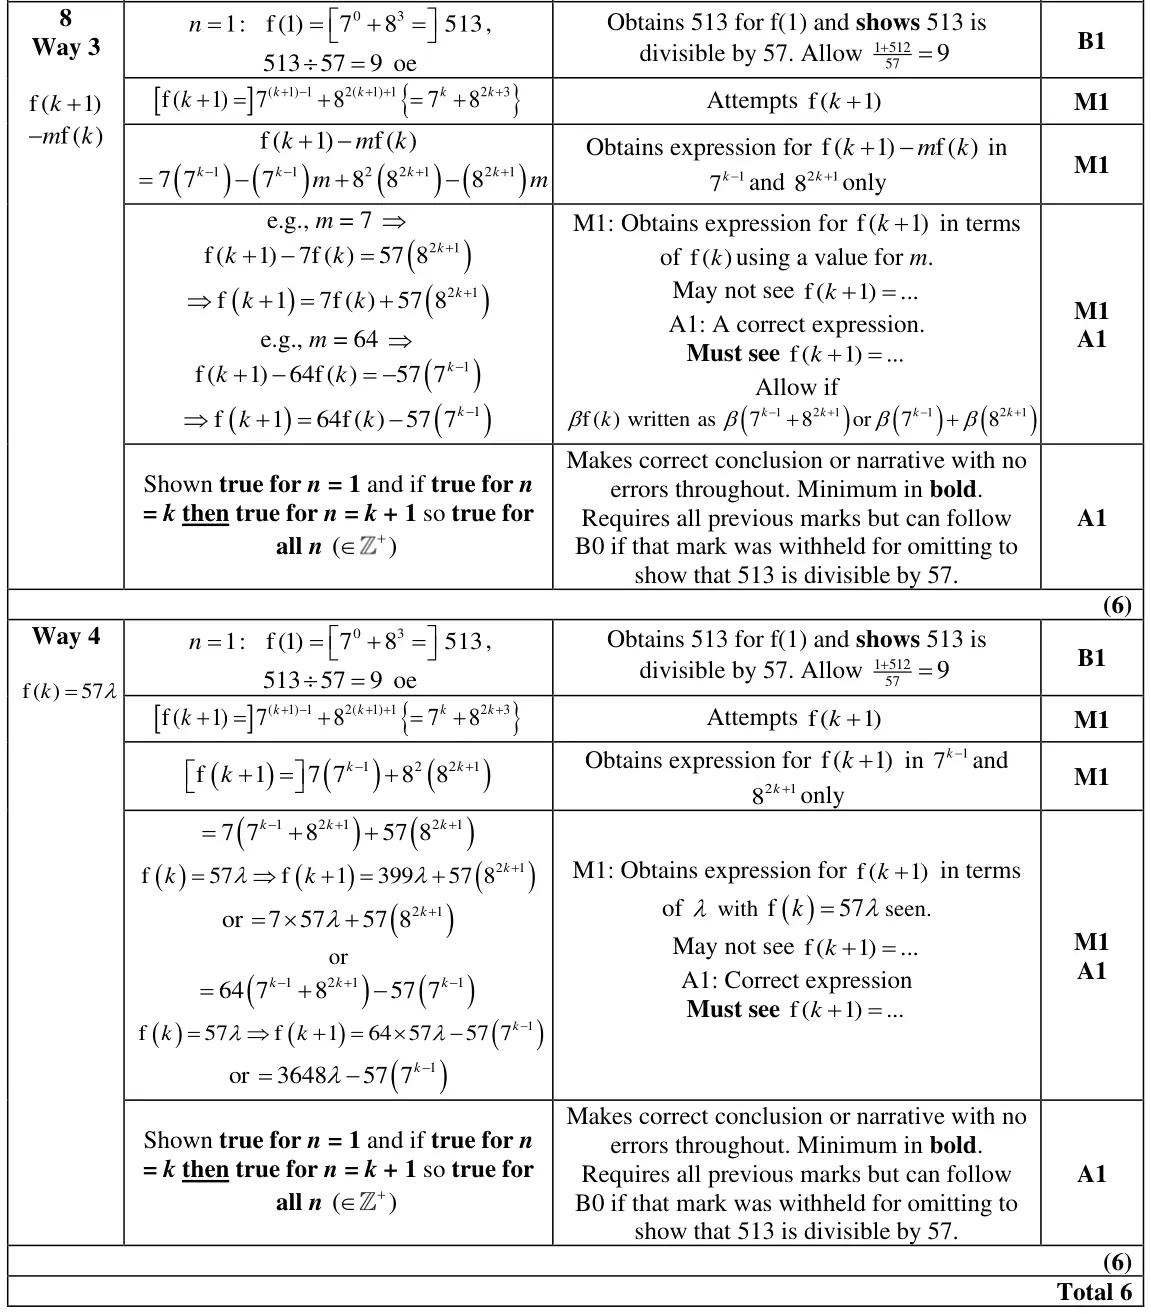 8
Way 3
f(k + 1)
−mf(k)
n = 1: f(1) = [7⁰ + 8³ =] 513,
513 ÷ 57 = 9 oe
Obtains 513 for f(1) and shows 513 is
divisible by 57. Allow (1+512)/57 = 9
B1
[f(k + 1) =] 7^((k+1)−1) + 8^(2(k+1)+1) {= 7^k + 8^(2k+3)}
Attempts f(k + 1)
M1
f(k + 1) − mf(k)
= 7(7^(k−1)) − (7^(k−1))m + 8²(8^(2k+1)) − (8^(2k+1))m
Obtains expression for f(k + 1) − mf(k) in
7^(k−1) and 8^(2k+1) only
M1
e.g., m = 7 ⇒
f(k + 1) − 7f(k) = 57(8^(2k+1))
⇒ f(k + 1) = 7f(k) + 57(8^(2k+1))
e.g., m = 64 ⇒
f(k + 1) − 64f(k) = −57(7^(k−1))
⇒ f(k + 1) = 64f(k) − 57(7^(k−1))
M1: Obtains expression for f(k + 1) in terms
of f(k) using a value for m.
May not see f(k + 1) = ...
A1: A correct expression.
Must see f(k + 1) = ...
Allow if
βf(k) written as β(7^(k−1) + 8^(2k+1)) or β(7^(k−1)) + β(8^(2k+1))
M1
A1
Shown true for n = 1 and if true for n
= k then true for n = k + 1 so true for
all n (∈ ℤ⁺)
Makes correct conclusion or narrative with no
errors throughout. Minimum in bold.
Requires all previous marks but can follow
B0 if that mark was withheld for omitting to
show that 513 is divisible by 57.
A1
(6)
Way 4
f(k) = 57λ
n = 1: f(1) = [7⁰ + 8³ =] 513,
513 ÷ 57 = 9 oe
Obtains 513 for f(1) and shows 513 is
divisible by 57. Allow (1+512)/57 = 9
B1
[f(k + 1) =] 7^((k+1)−1) + 8^(2(k+1)+1) {= 7^k + 8^(2k+3)}
Attempts f(k + 1)
M1
[f(k + 1) =] 7(7^(k−1)) + 8²(8^(2k+1))
Obtains expression for f(k + 1) in 7^(k−1) and
8^(2k+1) only
M1
= 7(7^(k−1) + 8^(2k+1)) + 57(8^(2k+1))
f(k) = 57λ ⇒ f(k + 1) = 399λ + 57(8^(2k+1))
or = 7 × 57λ + 57(8^(2k+1))
or
= 64(7^(k−1) + 8^(2k+1)) − 57(7^(k−1))
f(k) = 57λ ⇒ f(k + 1) = 64 × 57λ − 57(7^(k−1))
or = 3648λ − 57(7^(k−1))
M1: Obtains expression for f(k + 1) in terms
of λ with f(k) = 57λ seen.
May not see f(k + 1) = ...
A1: Correct expression
Must see f(k + 1) = ...
M1
A1
Shown true for n = 1 and if true for n
= k then true for n = k + 1 so true for
all n (∈ ℤ⁺)
Makes correct conclusion or narrative with no
errors throughout. Minimum in bold.
Requires all previous marks but can follow
B0 if that mark was withheld for omitting to
show that 513 is divisible by 57.
A1
(6)
Total 6